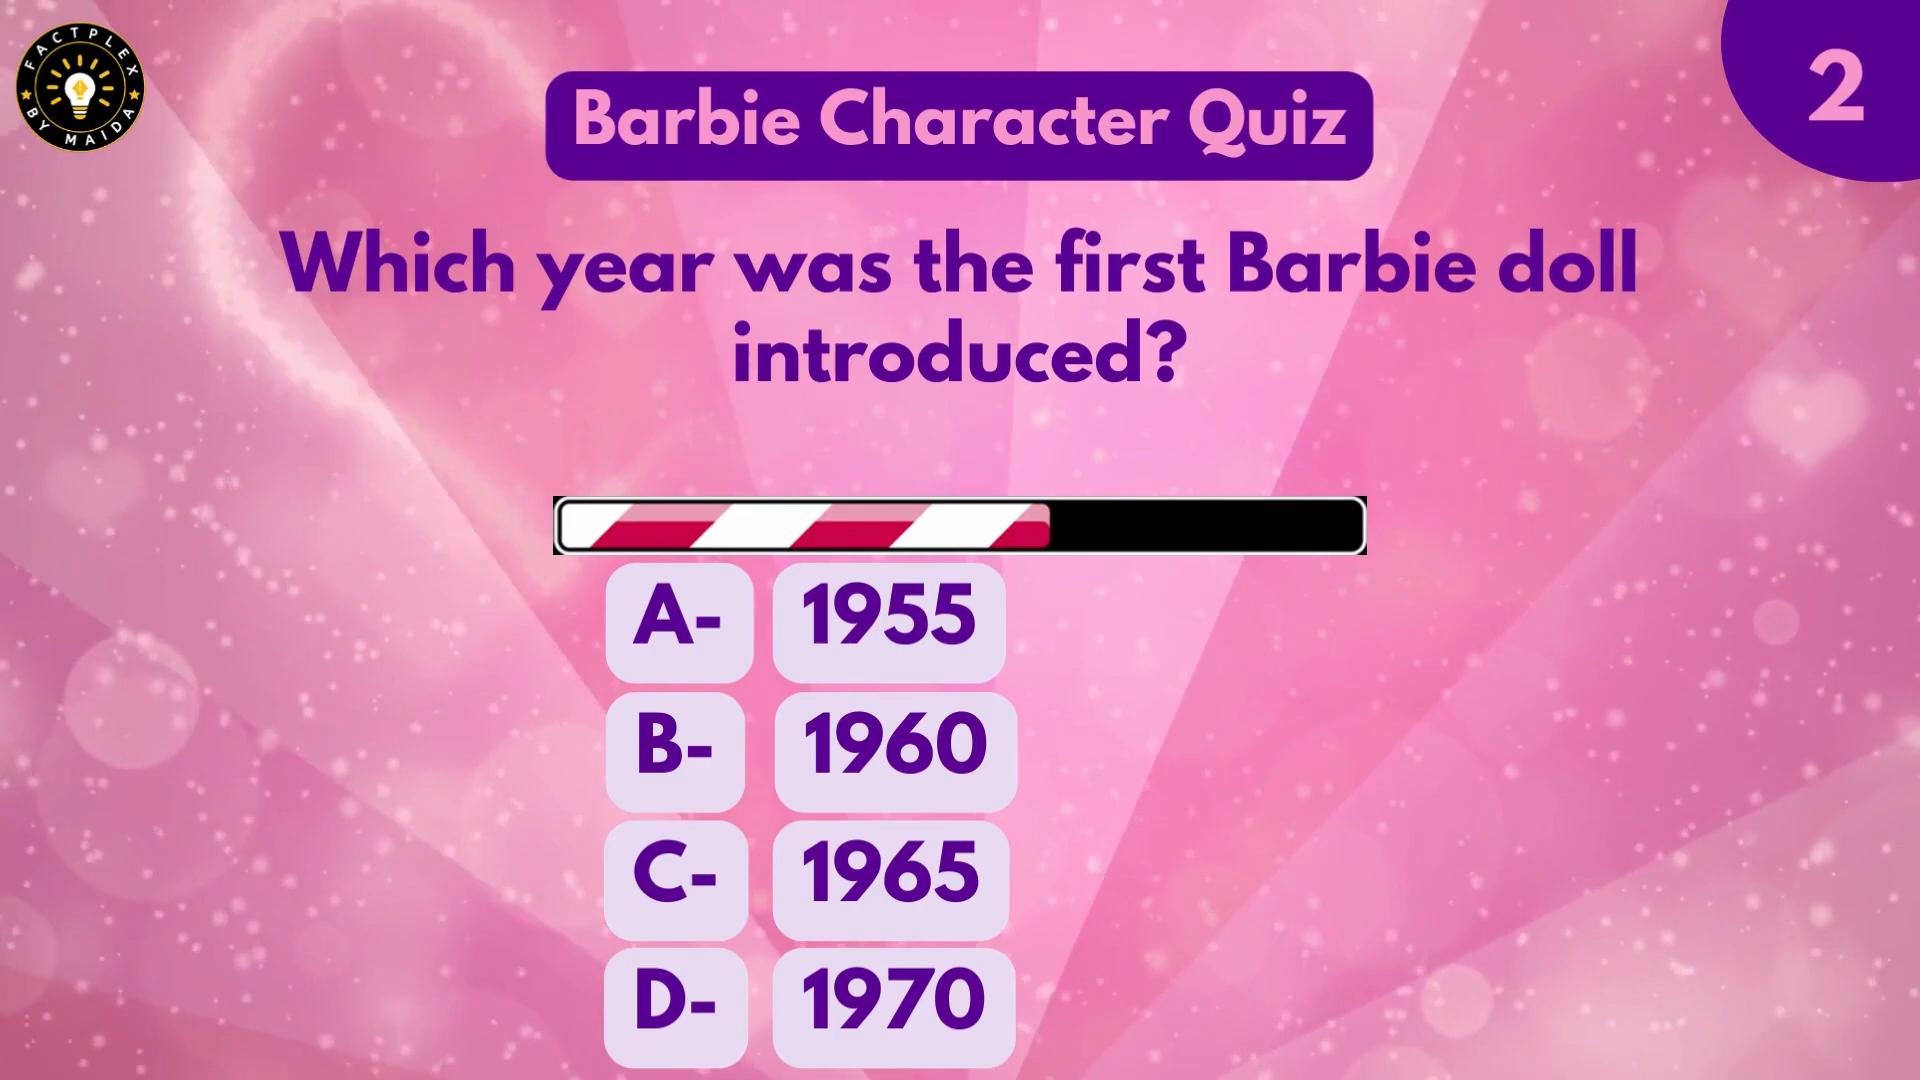 FACTPLEX
BY MAIDA
2
Barbie Character Quiz
Which year was the first Barbie doll
introduced?
A- 1955
B- 1960
C- 1965
D- 1970